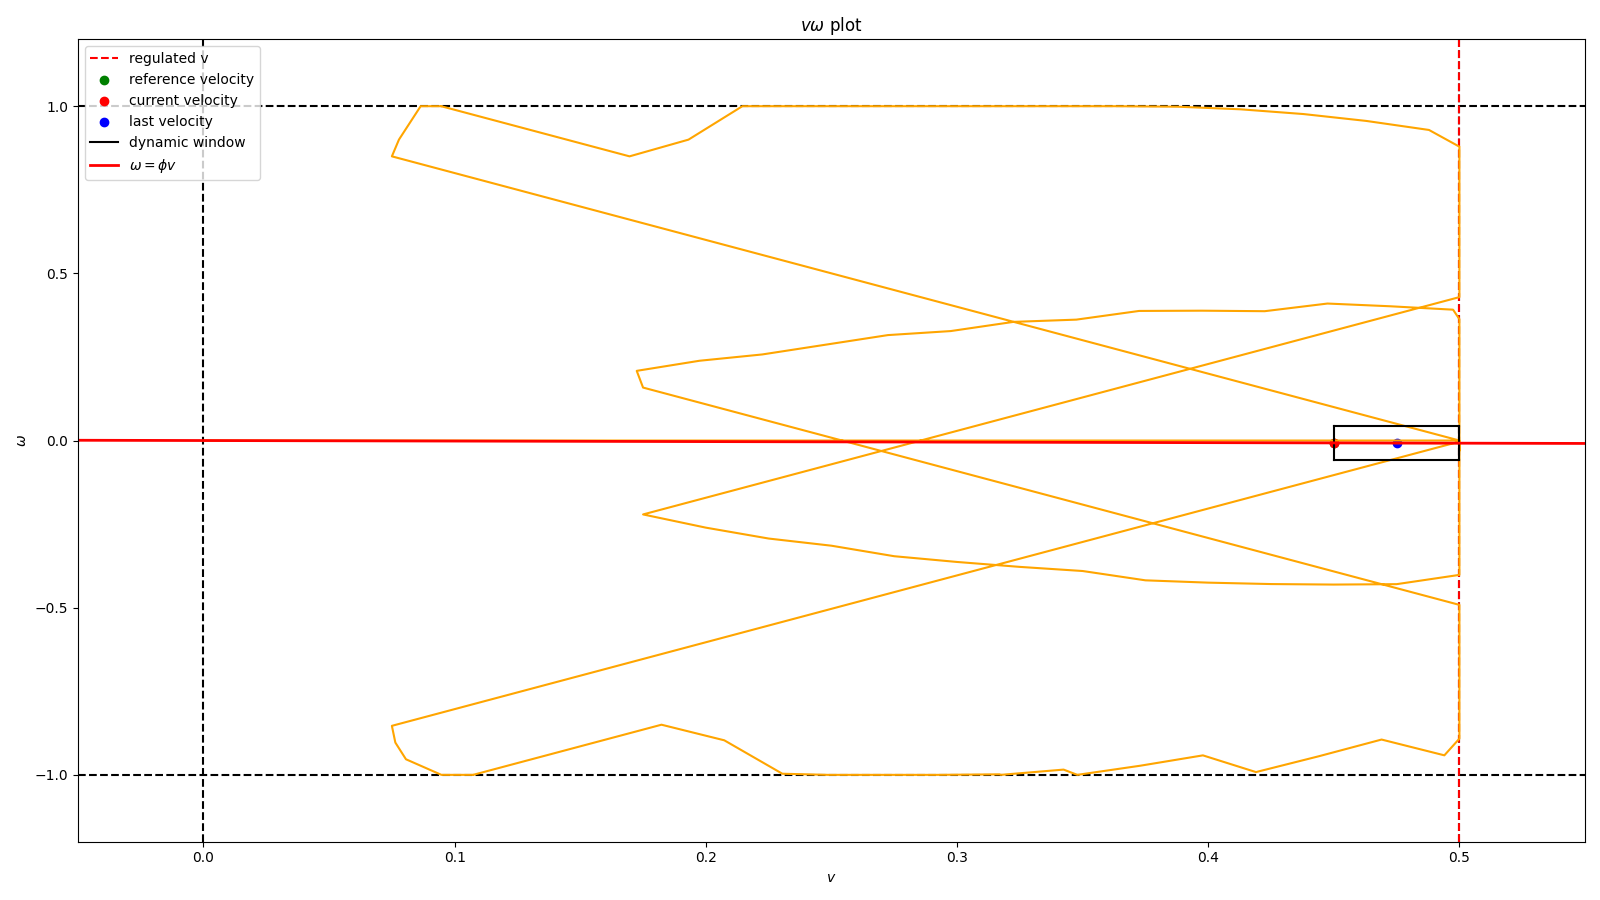 vω plot
regulated v
reference velocity
current velocity
last velocity
dynamic window
ω = ϕv
1.0
0.5
0.0
−0.5
−1.0
ω
0.0 0.1 0.2 0.3 0.4 0.5
v